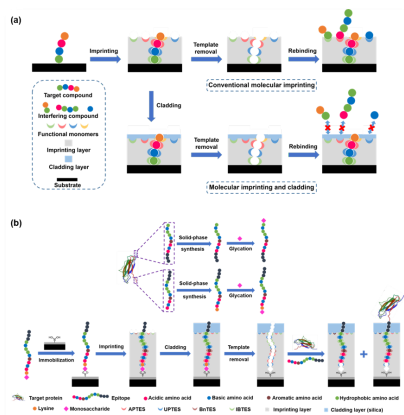 (a)
Imprinting
Template
removal
Rebinding
Conventional molecular imprinting
Cladding
Target compound
Interfering compound
Functional monomers
Imprinting layer
Cladding layer
Substrate
Template
removal
Rebinding
Molecular imprinting and cladding
(b)
Solid-phase
synthesis
Glycation
Solid-phase
synthesis
Glycation
Immobilization
Imprinting
Cladding
Template
removal
Target protein
Epitope
Acidic amino acid
Basic amino acid
Aromatic amino acid
Hydrophobic amino acid
Lysine
Monosaccharide
APTES
UPTES
BnTES
IBTES
Imprinting layer
Cladding layer (silica)